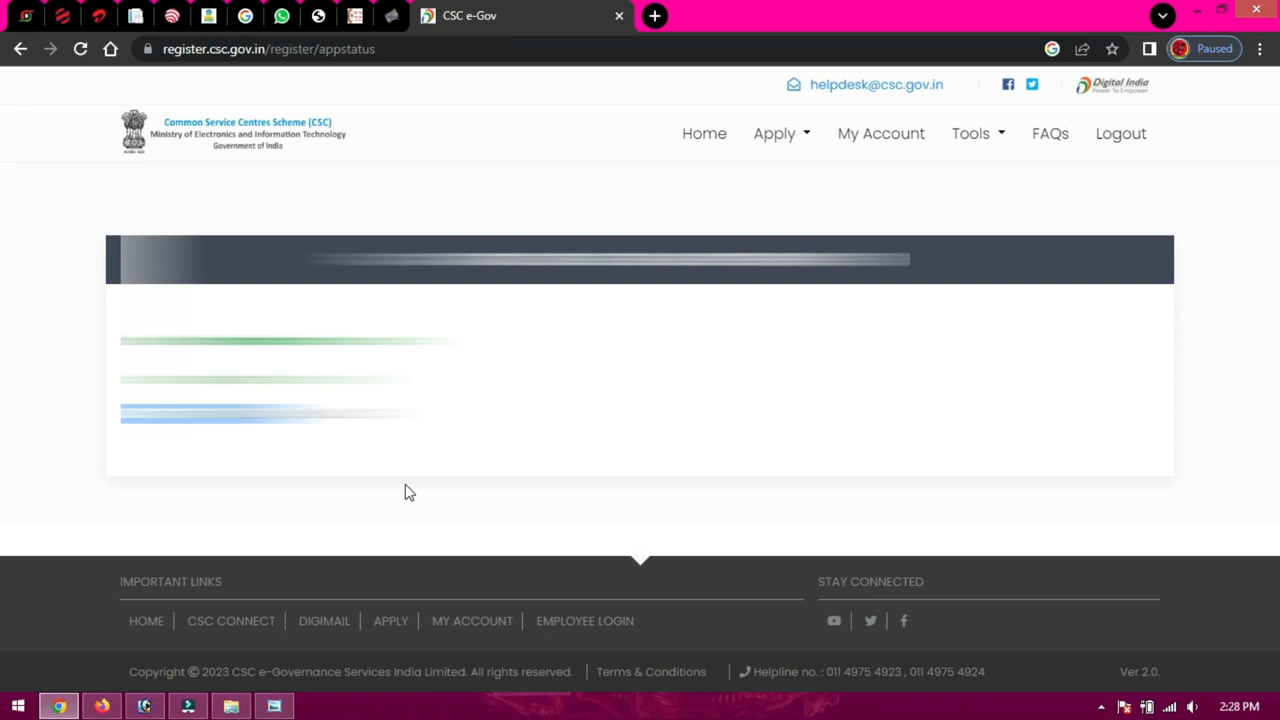 CSC e-Gov
register.csc.gov.in/register/appstatus
Paused
helpdesk@csc.gov.in
Digital India
Power To Empower
Common Service Centres Scheme (CSC)
Ministry of Electronics and Information Technology
Government of India
Home Apply My Account Tools FAQs Logout
IMPORTANT LINKS
STAY CONNECTED
HOME CSC CONNECT DIGIMAIL APPLY MY ACCOUNT EMPLOYEE LOGIN
Copyright © 2023 CSC e-Governance Services India Limited. All rights reserved. Terms & Conditions Helpline no. : 011 4975 4923 , 011 4975 4924 Ver 2.0.
2:28 PM